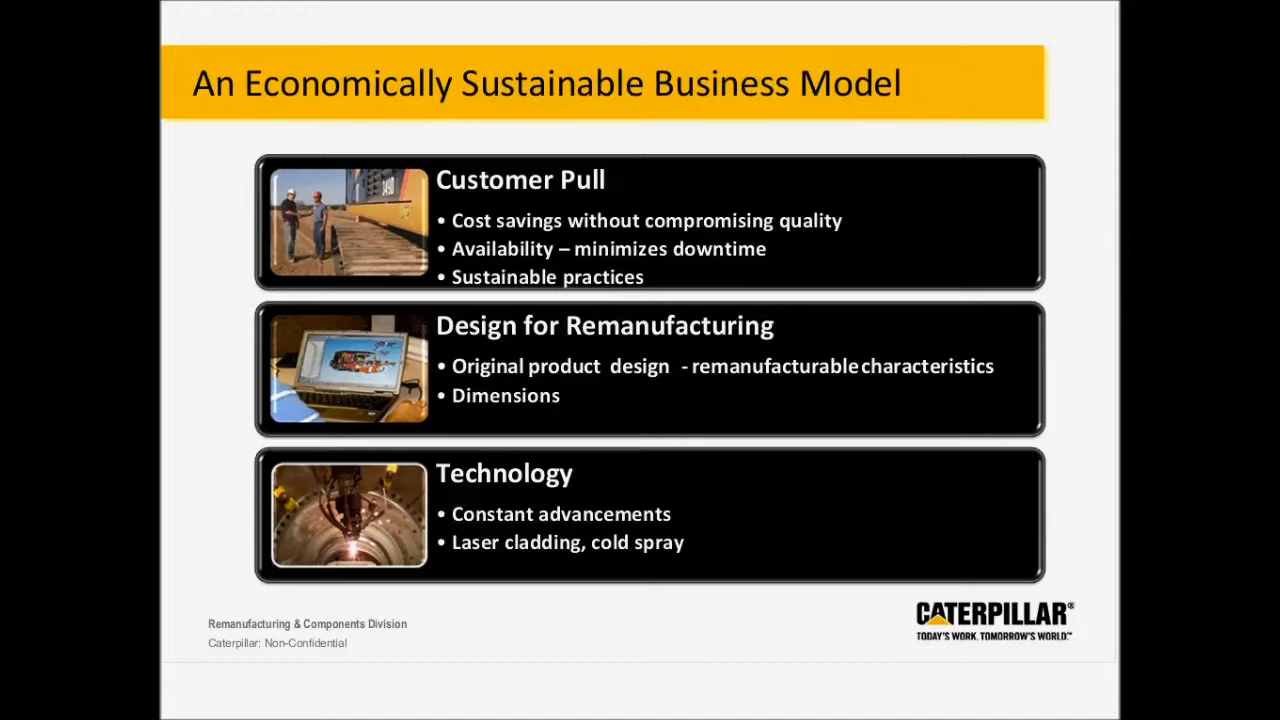 An Economically Sustainable Business Model
Customer Pull
• Cost savings without compromising quality
• Availability – minimizes downtime
• Sustainable practices
Design for Remanufacturing
• Original product design - remanufacturable characteristics
• Dimensions
Technology
• Constant advancements
• Laser cladding, cold spray
Remanufacturing & Components Division
Caterpillar: Non-Confidential
CATERPILLAR®
TODAY'S WORK. TOMORROW'S WORLD.™